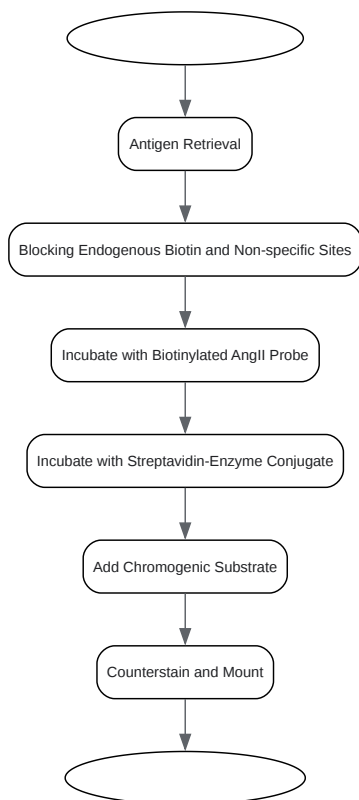 Antigen Retrieval
Blocking Endogenous Biotin and Non-specific Sites
Incubate with Biotinylated AngII Probe
Incubate with Streptavidin-Enzyme Conjugate
Add Chromogenic Substrate
Counterstain and Mount